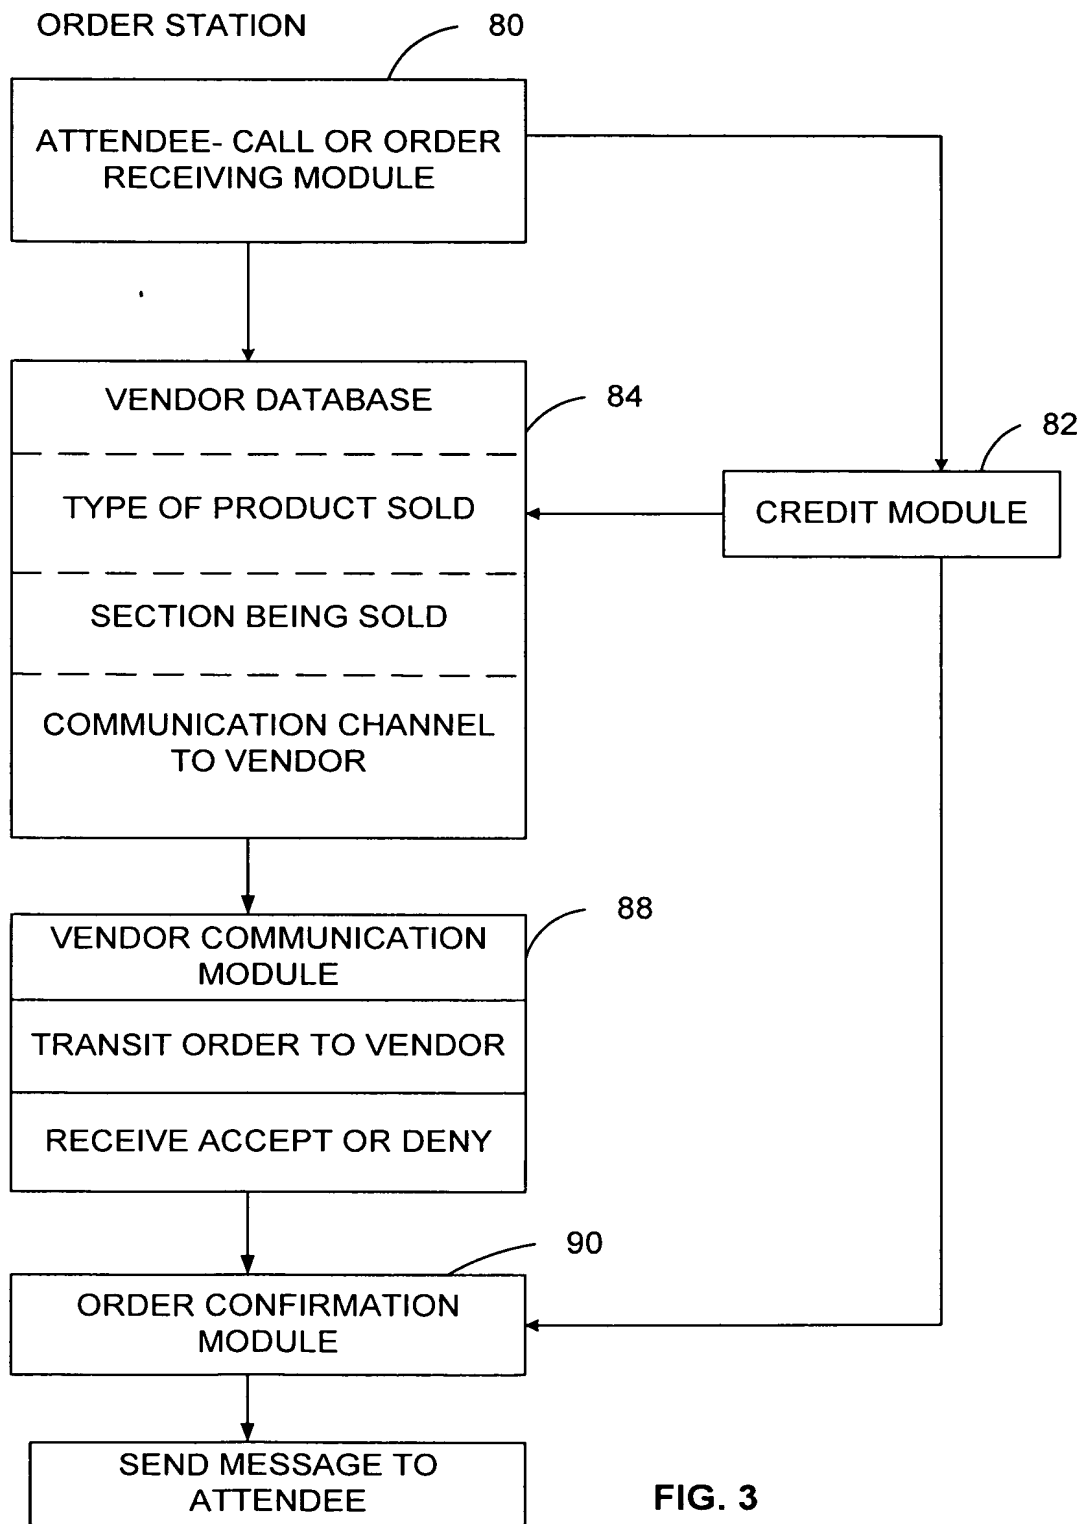 ORDER STATION
80
ATTENDEE- CALL OR ORDER
RECEIVING MODULE
VENDOR DATABASE
84
82
TYPE OF PRODUCT SOLD
CREDIT MODULE
SECTION BEING SOLD
COMMUNICATION CHANNEL
TO VENDOR
88
VENDOR COMMUNICATION
MODULE
TRANSIT ORDER TO VENDOR
RECEIVE ACCEPT OR DENY
90
ORDER CONFIRMATION
MODULE
SEND MESSAGE TO
ATTENDEE
FIG. 3